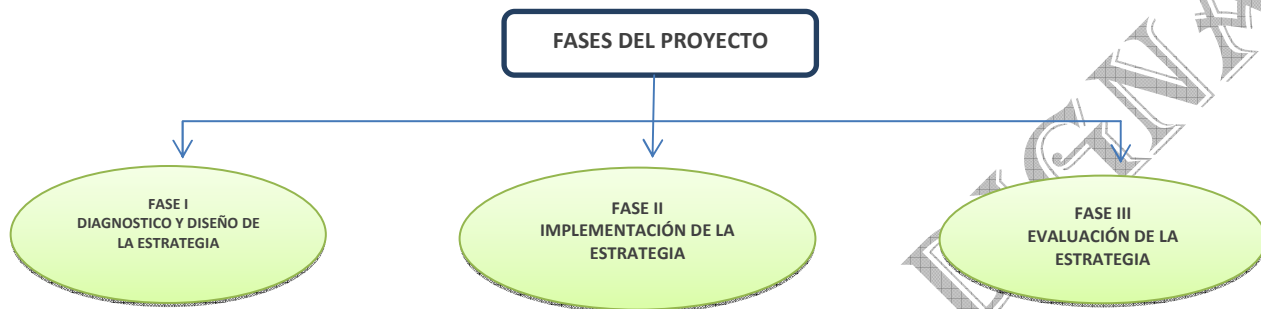 FASES DEL PROYECTO
FASE I
DIAGNOSTICO Y DISEÑO DE
LA ESTRATEGIA
FASE II
IMPLEMENTACIÓN DE LA
ESTRATEGIA
FASE III
EVALUACIÓN DE LA
ESTRATEGIA